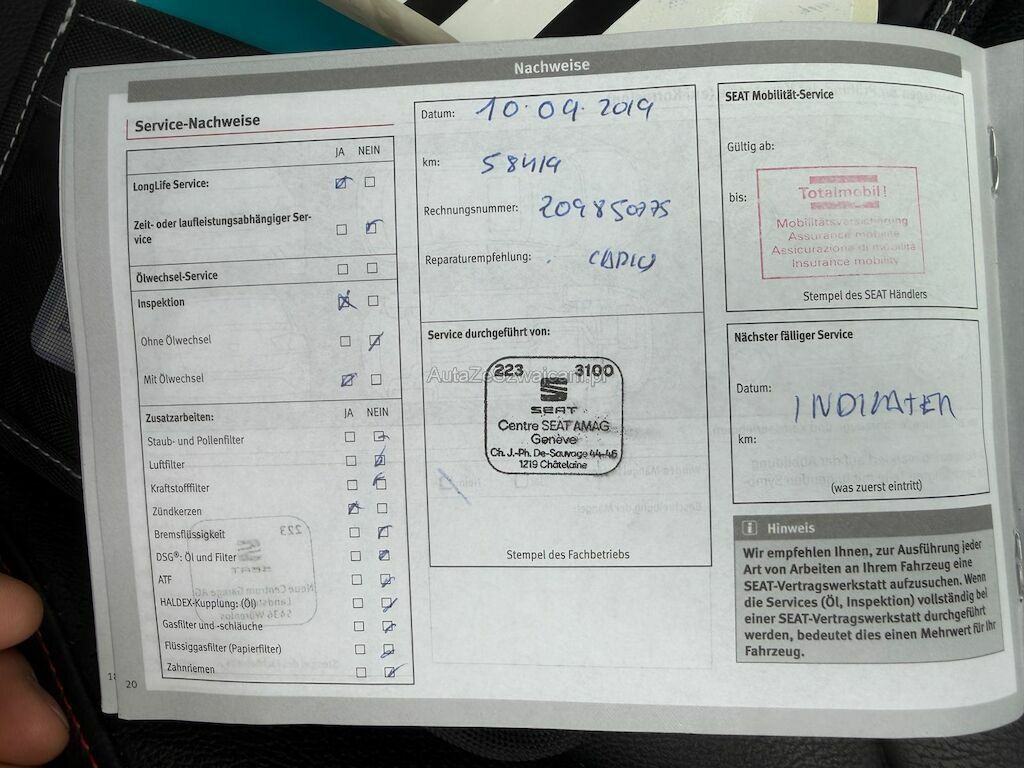 Nachweise
Service-Nachweise
JA NEIN
LongLife Service:
Zeit- oder laufleistungsabhängiger Ser-
vice
Ölwechsel-Service
Inspektion
Ohne Ölwechsel
Mit Ölwechsel
Zusatzarbeiten: JA NEIN
Staub- und Pollenfilter
Luftfilter
Kraftstofffilter
Zündkerzen
Bremsflüssigkeit
DSG®: Öl und Filter
ATF
HALDEX-Kupplung: (Öl)
Gasfilter und -schläuche
Flüssiggasfilter (Papierfilter)
Zahnriemen
20
Datum: 10.09.2019
km: 58419
Rechnungsnummer: 209850775
Reparaturempfehlung:
Service durchgeführt von:
223 3100
SEAT
Centre SEAT AMAG
Genève
Ch. J.-Ph. De-Sauvage 44-46
1219 Châtelaine
AutaZeSzwajcarii.pl
Stempel des Fachbetriebs
SEAT Mobilität-Service
Gültig ab:
bis:
Totalmobil!
Mobilitätsversicherung
Assurance mobilité
Assicurazione di mobilità
Insurance mobility
Stempel des SEAT Händlers
Nächster fälliger Service
Datum:
km:
(was zuerst eintritt)
i Hinweis
Wir empfehlen Ihnen, zur Ausführung jeder
Art von Arbeiten an Ihrem Fahrzeug eine
SEAT-Vertragswerkstatt aufzusuchen. Wenn
die Services (Öl, Inspektion) vollständig bei
einer SEAT-Vertragswerkstatt durchgeführt
werden, bedeutet dies einen Mehrwert für Ihr
Fahrzeug.